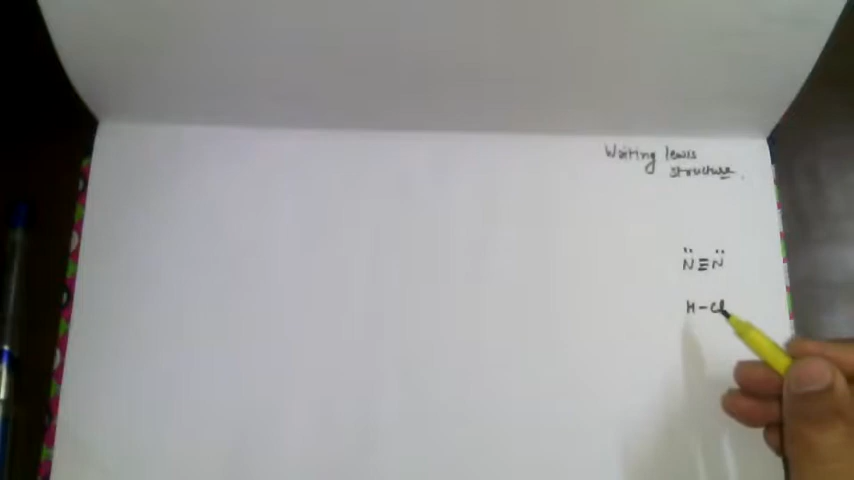 Writing lewis
structure.
N̈≡N̈
H-Cl